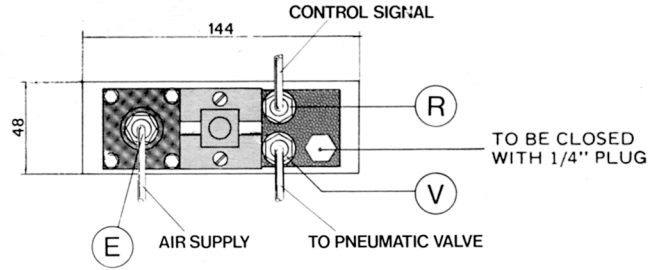 CONTROL SIGNAL
144
48
R
TO BE CLOSED
WITH 1/4" PLUG
V
E
AIR SUPPLY
TO PNEUMATIC VALVE